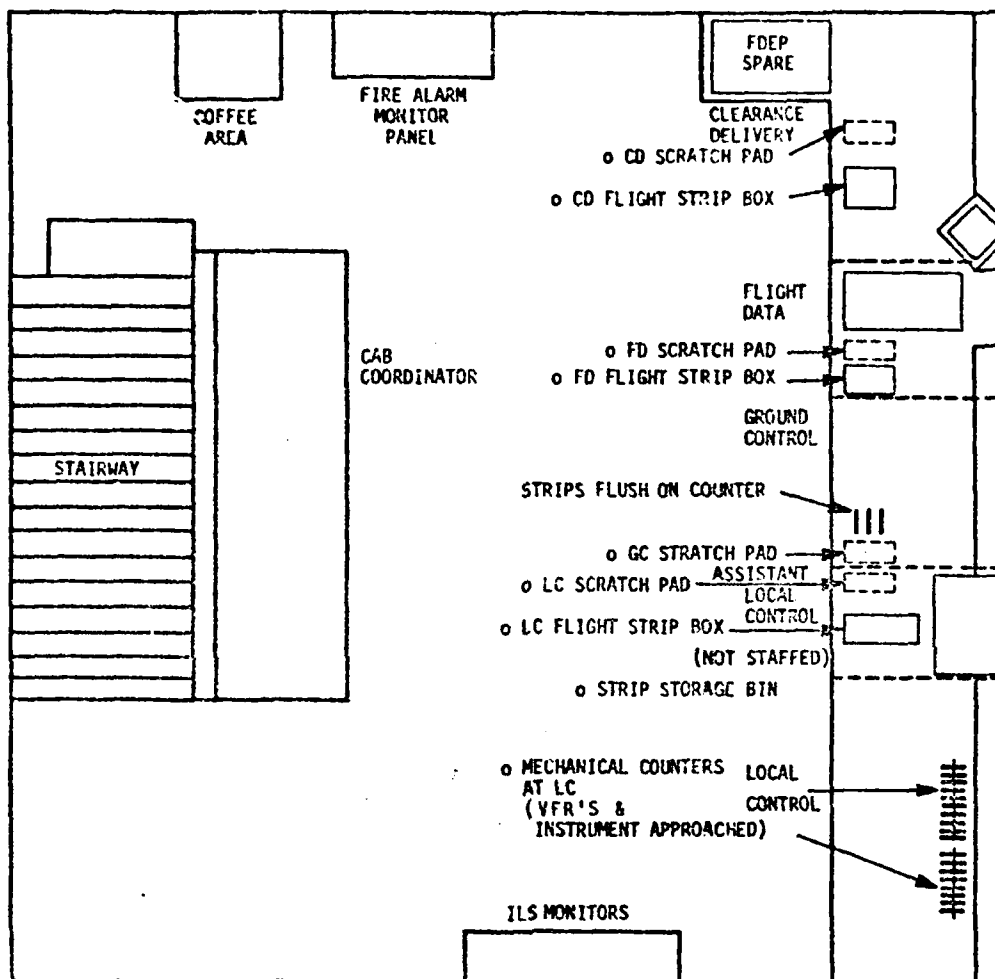 FDEP
SPARE
COFFEE
AREA
FIRE ALARM
MONITOR
PANEL
CLEARANCE
DELIVERY
o CD SCRATCH PAD
o CD FLIGHT STRIP BOX
FLIGHT
DATA
o FD SCRATCH PAD
o FD FLIGHT STRIP BOX
CAB
COORDINATOR
GROUND
CONTROL
STAIRWAY
STRIPS FLUSH ON COUNTER
o GC STRATCH PAD
o LC SCRATCH PAD
ASSISTANT
LOCAL
CONTROL
o LC FLIGHT STRIP BOX
(NOT STAFFED)
o STRIP STORAGE BIN
o MECHANICAL COUNTERS
AT LC
(VFR'S &
INSTRUMENT APPROACHED)
LOCAL
CONTROL
ILS MONITORS